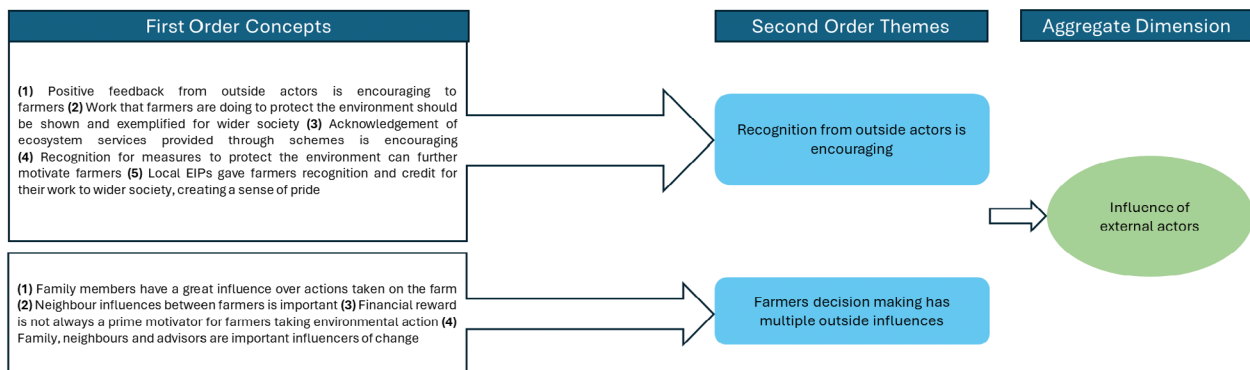 First Order Concepts
Second Order Themes
Aggregate Dimension
(1) Positive feedback from outside actors is encouraging to
farmers (2) Work that farmers are doing to protect the environment should
be shown and exemplified for wider society (3) Acknowledgement of
ecosystem services provided through schemes is encouraging
(4) Recognition for measures to protect the environment can further
motivate farmers (5) Local EIPs gave farmers recognition and credit for
their work to wider society, creating a sense of pride
Recognition from outside actors is
encouraging
Influence of
external actors
(1) Family members have a great influence over actions taken on the farm
(2) Neighbour influences between farmers is important (3) Financial reward
is not always a prime motivator for farmers taking environmental action (4)
Family, neighbours and advisors are important influencers of change
Farmers decision making has
multiple outside influences